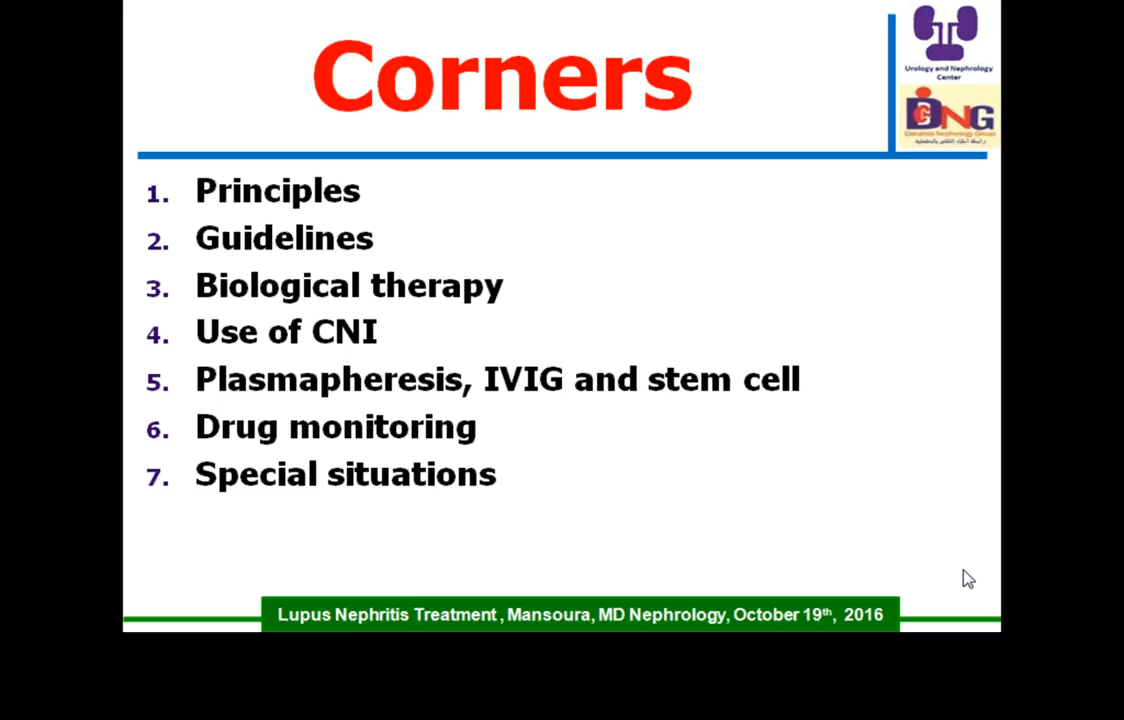 Corners
Urology and Nephrology
Center
DNG
1. Principles
2. Guidelines
3. Biological therapy
4. Use of CNI
5. Plasmapheresis, IVIG and stem cell
6. Drug monitoring
7. Special situations
Lupus Nephritis Treatment , Mansoura, MD Nephrology, October 19th, 2016